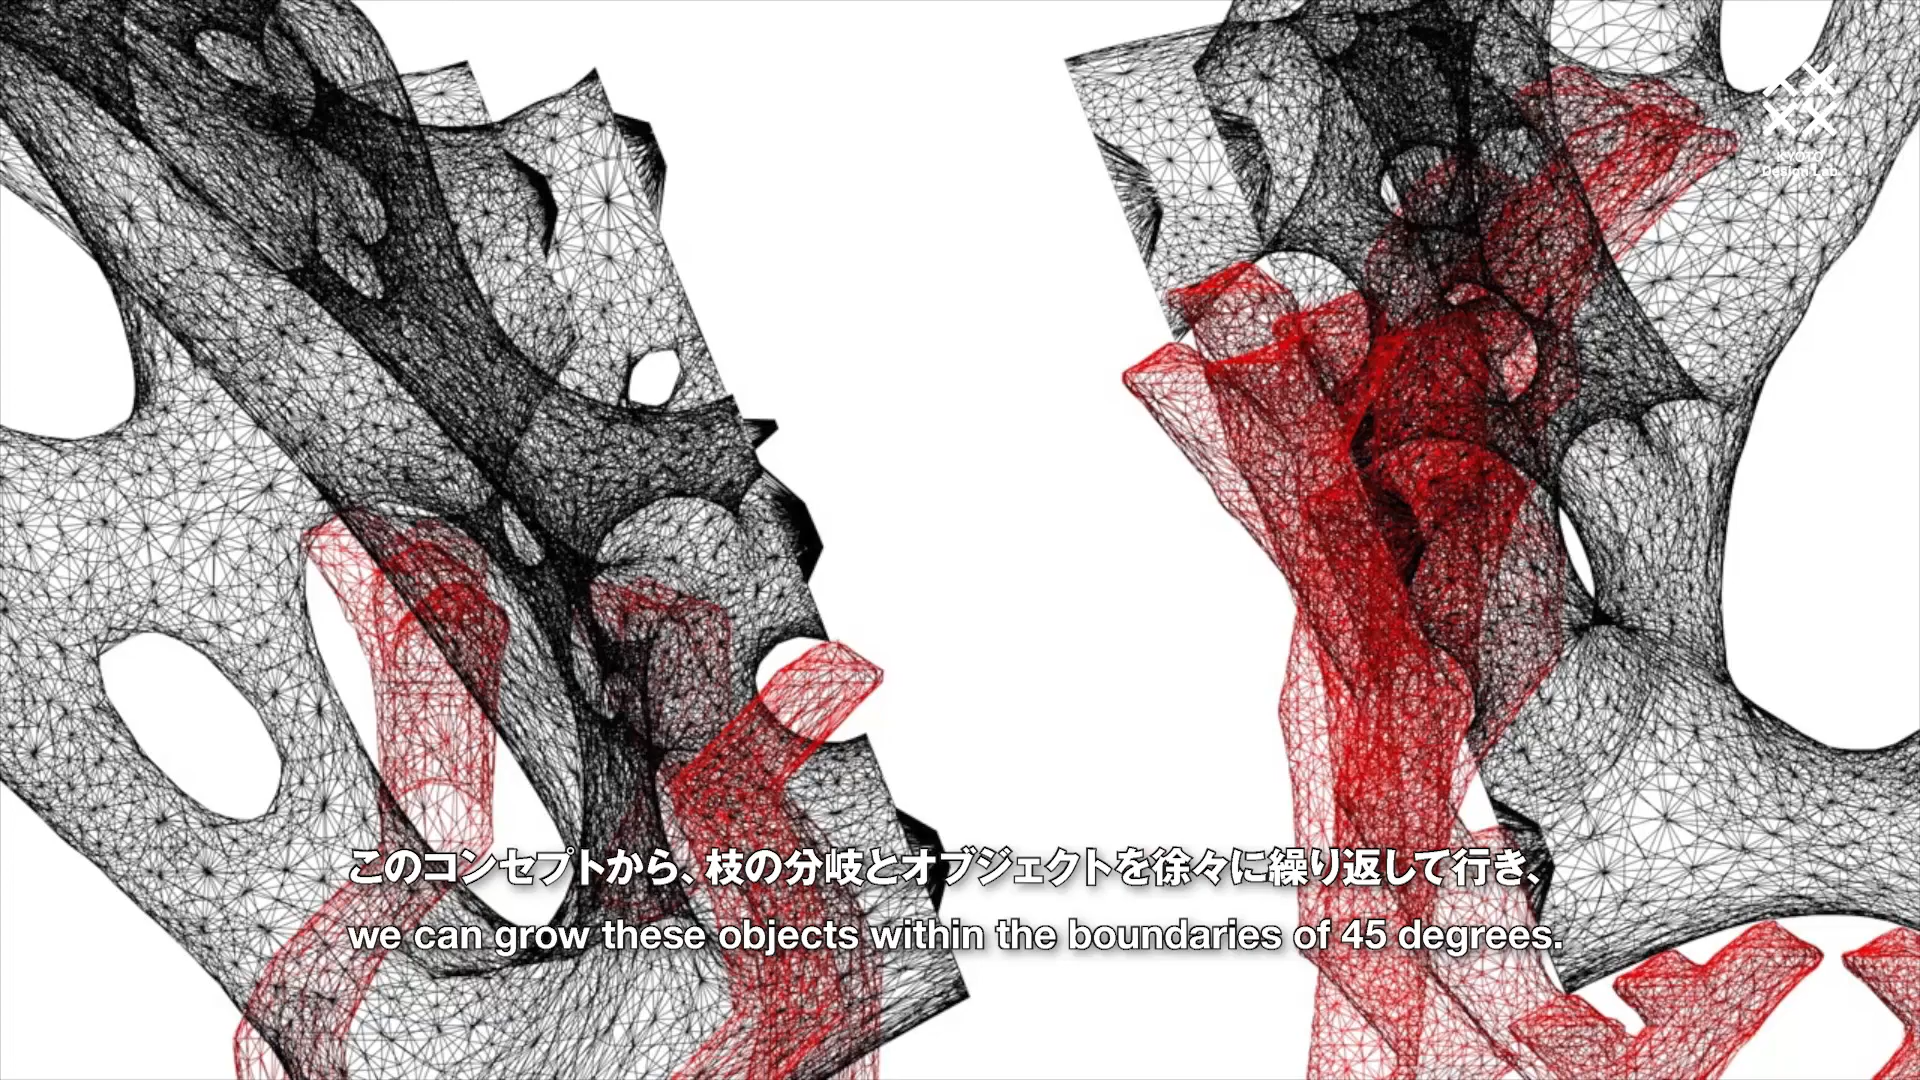 KYOTO
Design Lab
このコンセプトから、枝の分岐とオブジェクトを徐々に繰り返して行き、
we can grow these objects within the boundaries of 45 degrees.